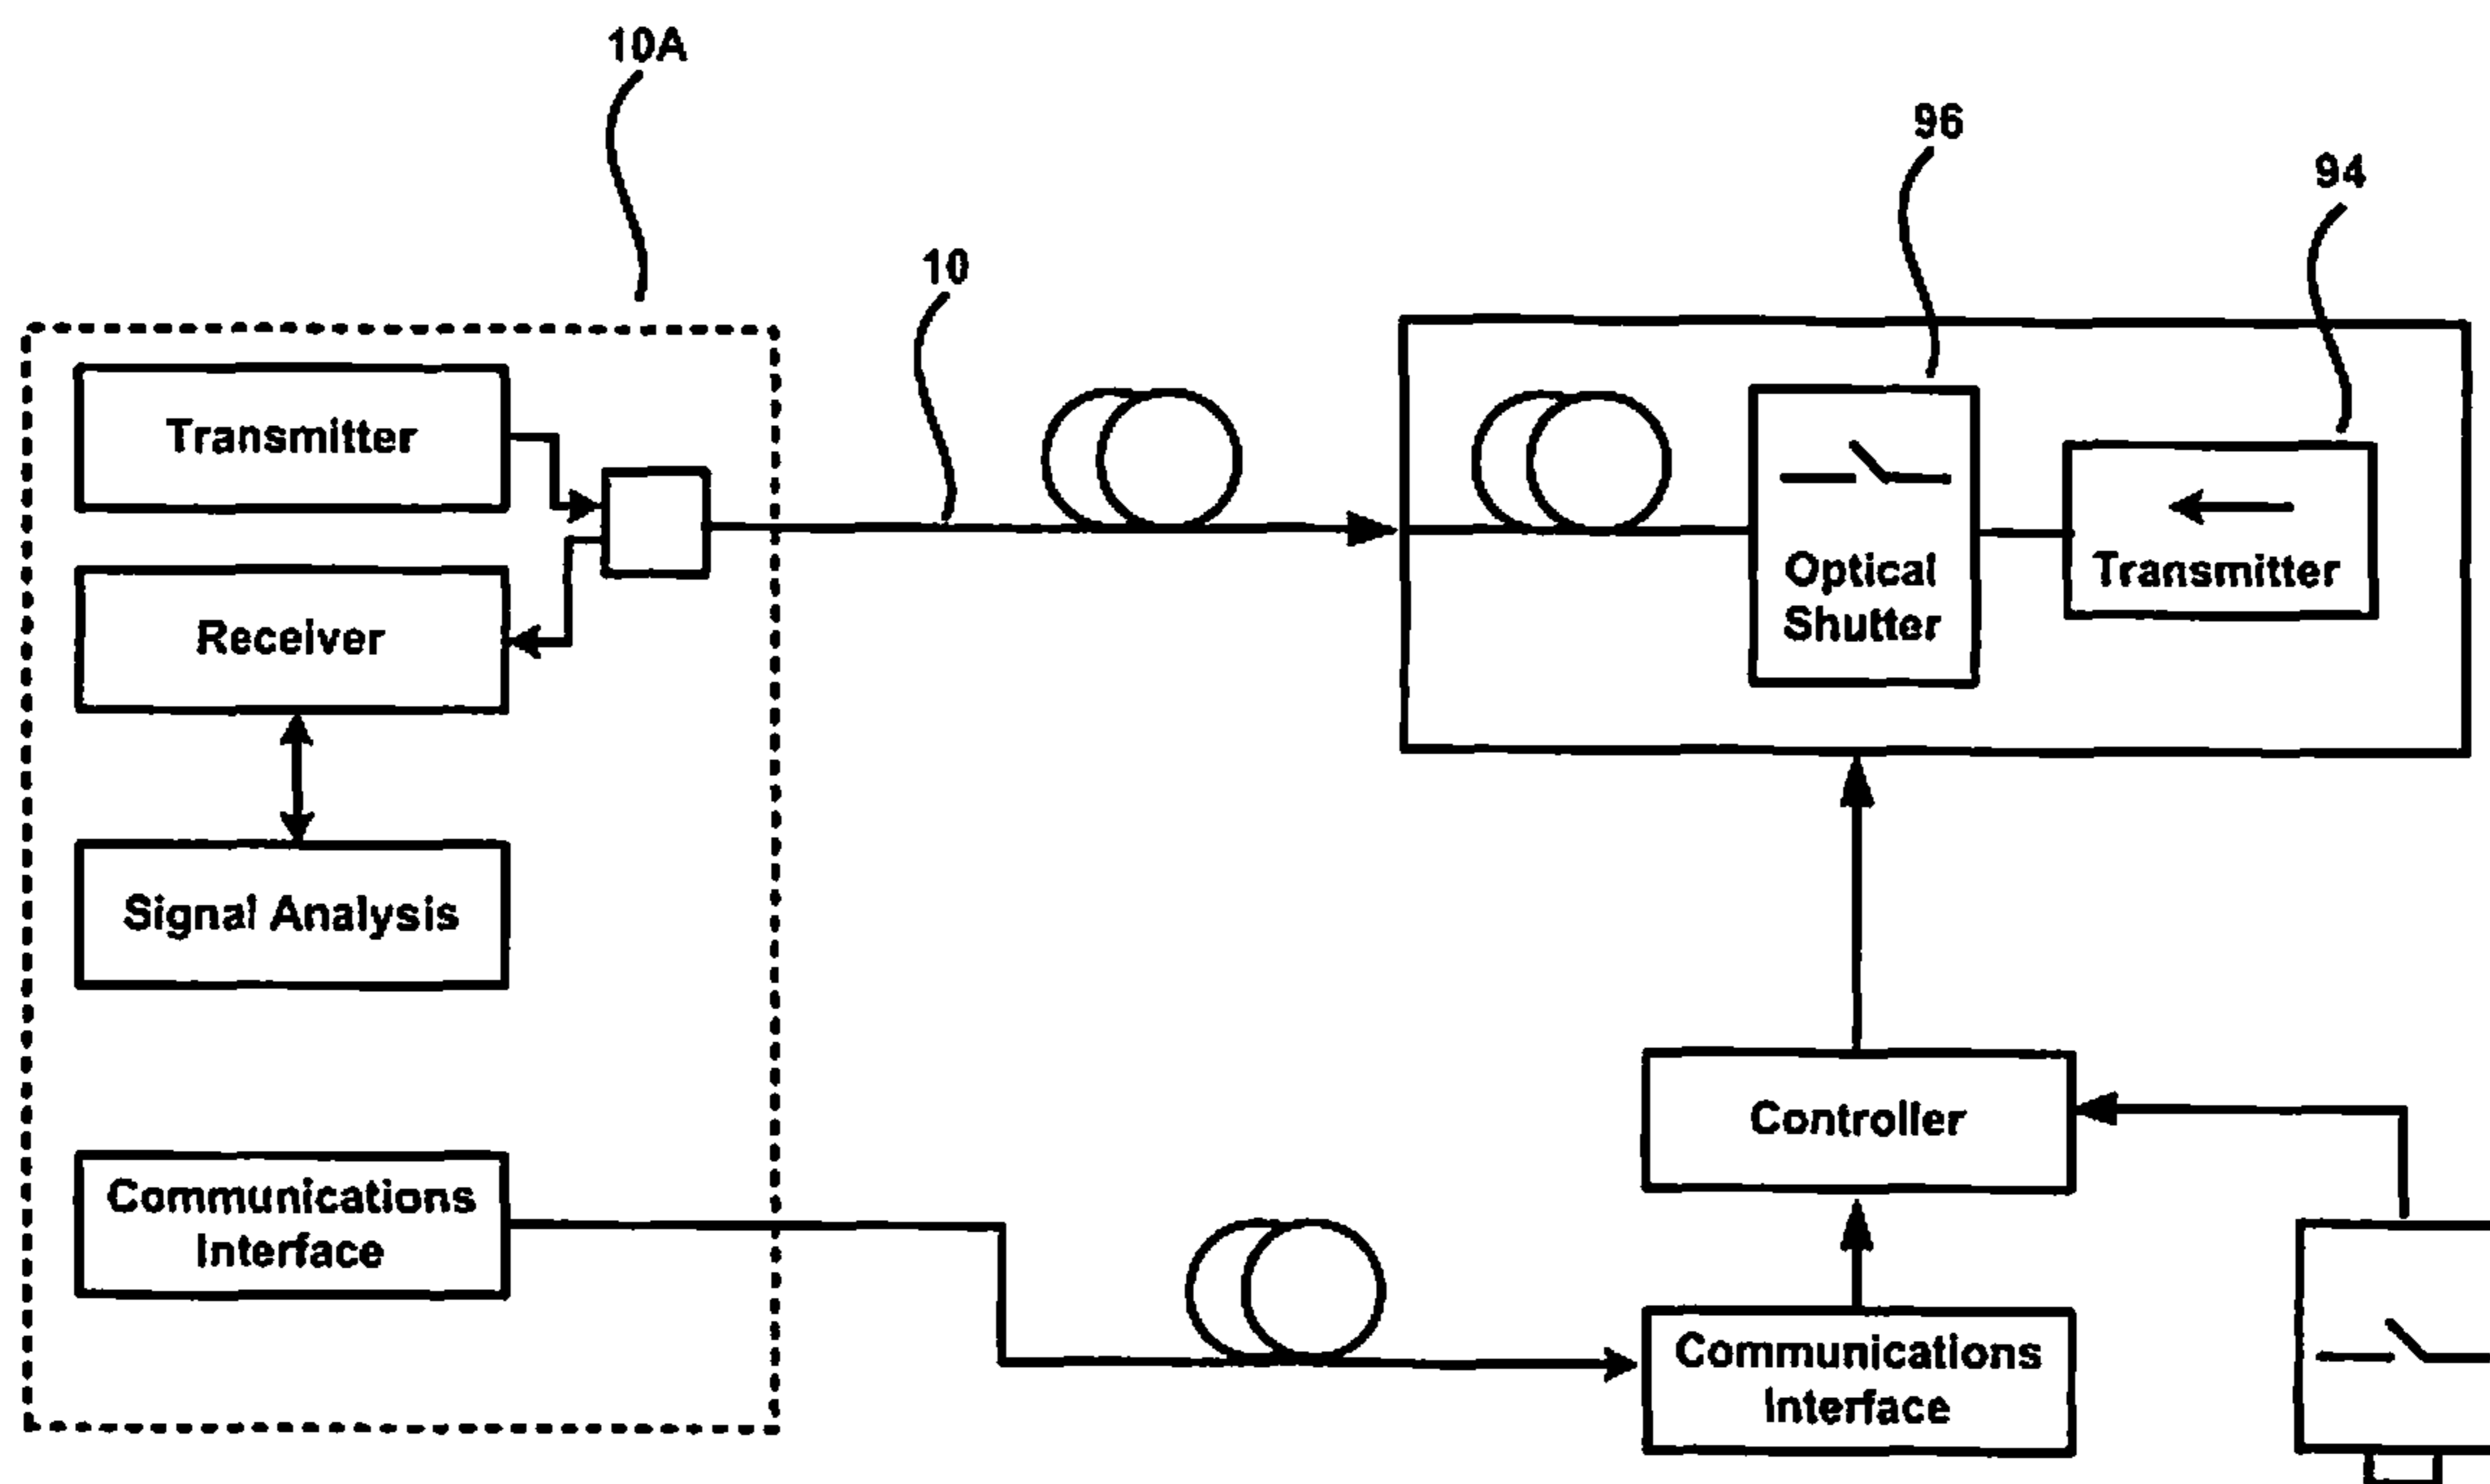 10A
96
94
10
Transmitter
Receiver
Optical
Shutter
Transmitter
Signal Analysis
Controller
Communications
Interface
Communications
Interface